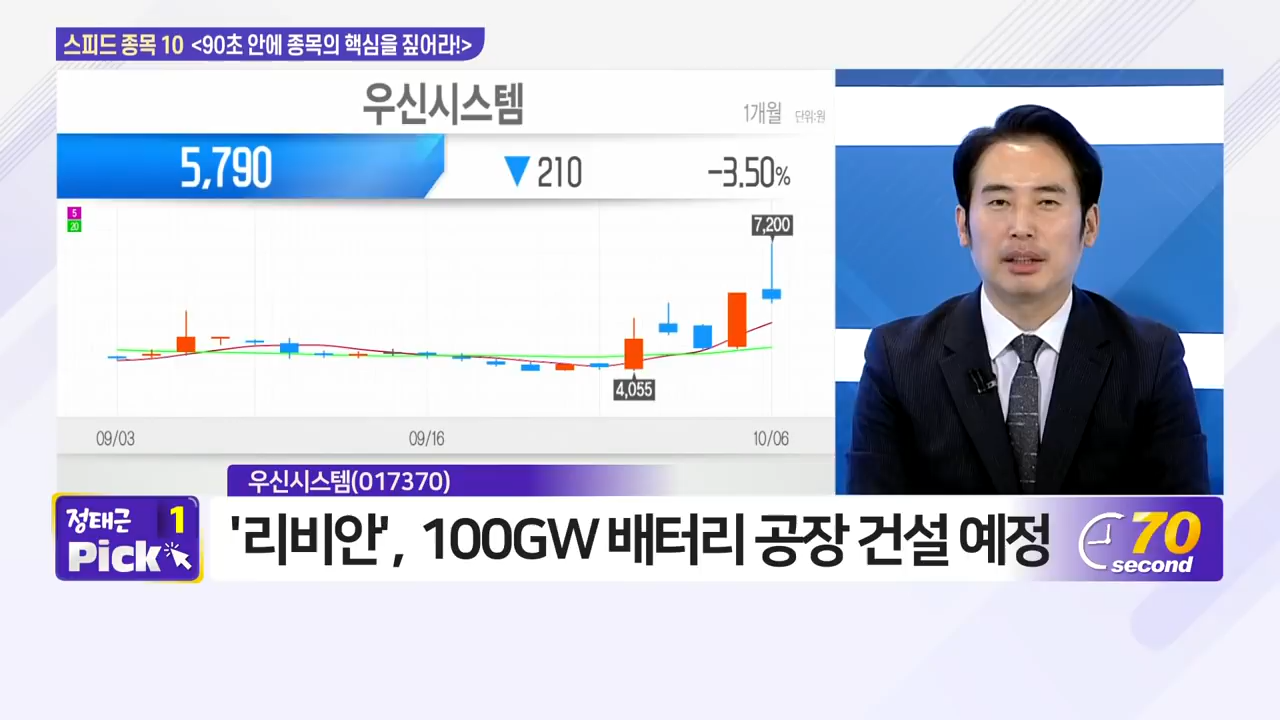 스피드 종목 10 <90초 안에 종목의 핵심을 짚어라!>
우신시스템
1개월 단위:원
5,790 ▼210 -3.50%
5
20
7,200
4,055
09/03 09/16 10/06
우신시스템(017370)
정태근 1
Pick
'리비안', 100GW 배터리 공장 건설 예정
70
second